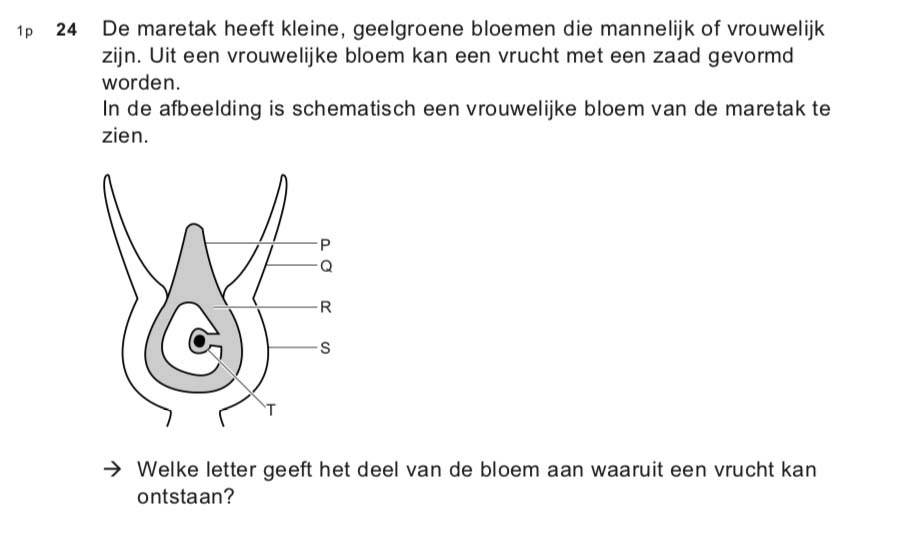 1p 24 De maretak heeft kleine, geelgroene bloemen die mannelijk of vrouwelijk
zijn. Uit een vrouwelijke bloem kan een vrucht met een zaad gevormd
worden.
In de afbeelding is schematisch een vrouwelijke bloem van de maretak te
zien.
P
Q
R
S
T
→ Welke letter geeft het deel van de bloem aan waaruit een vrucht kan
ontstaan?